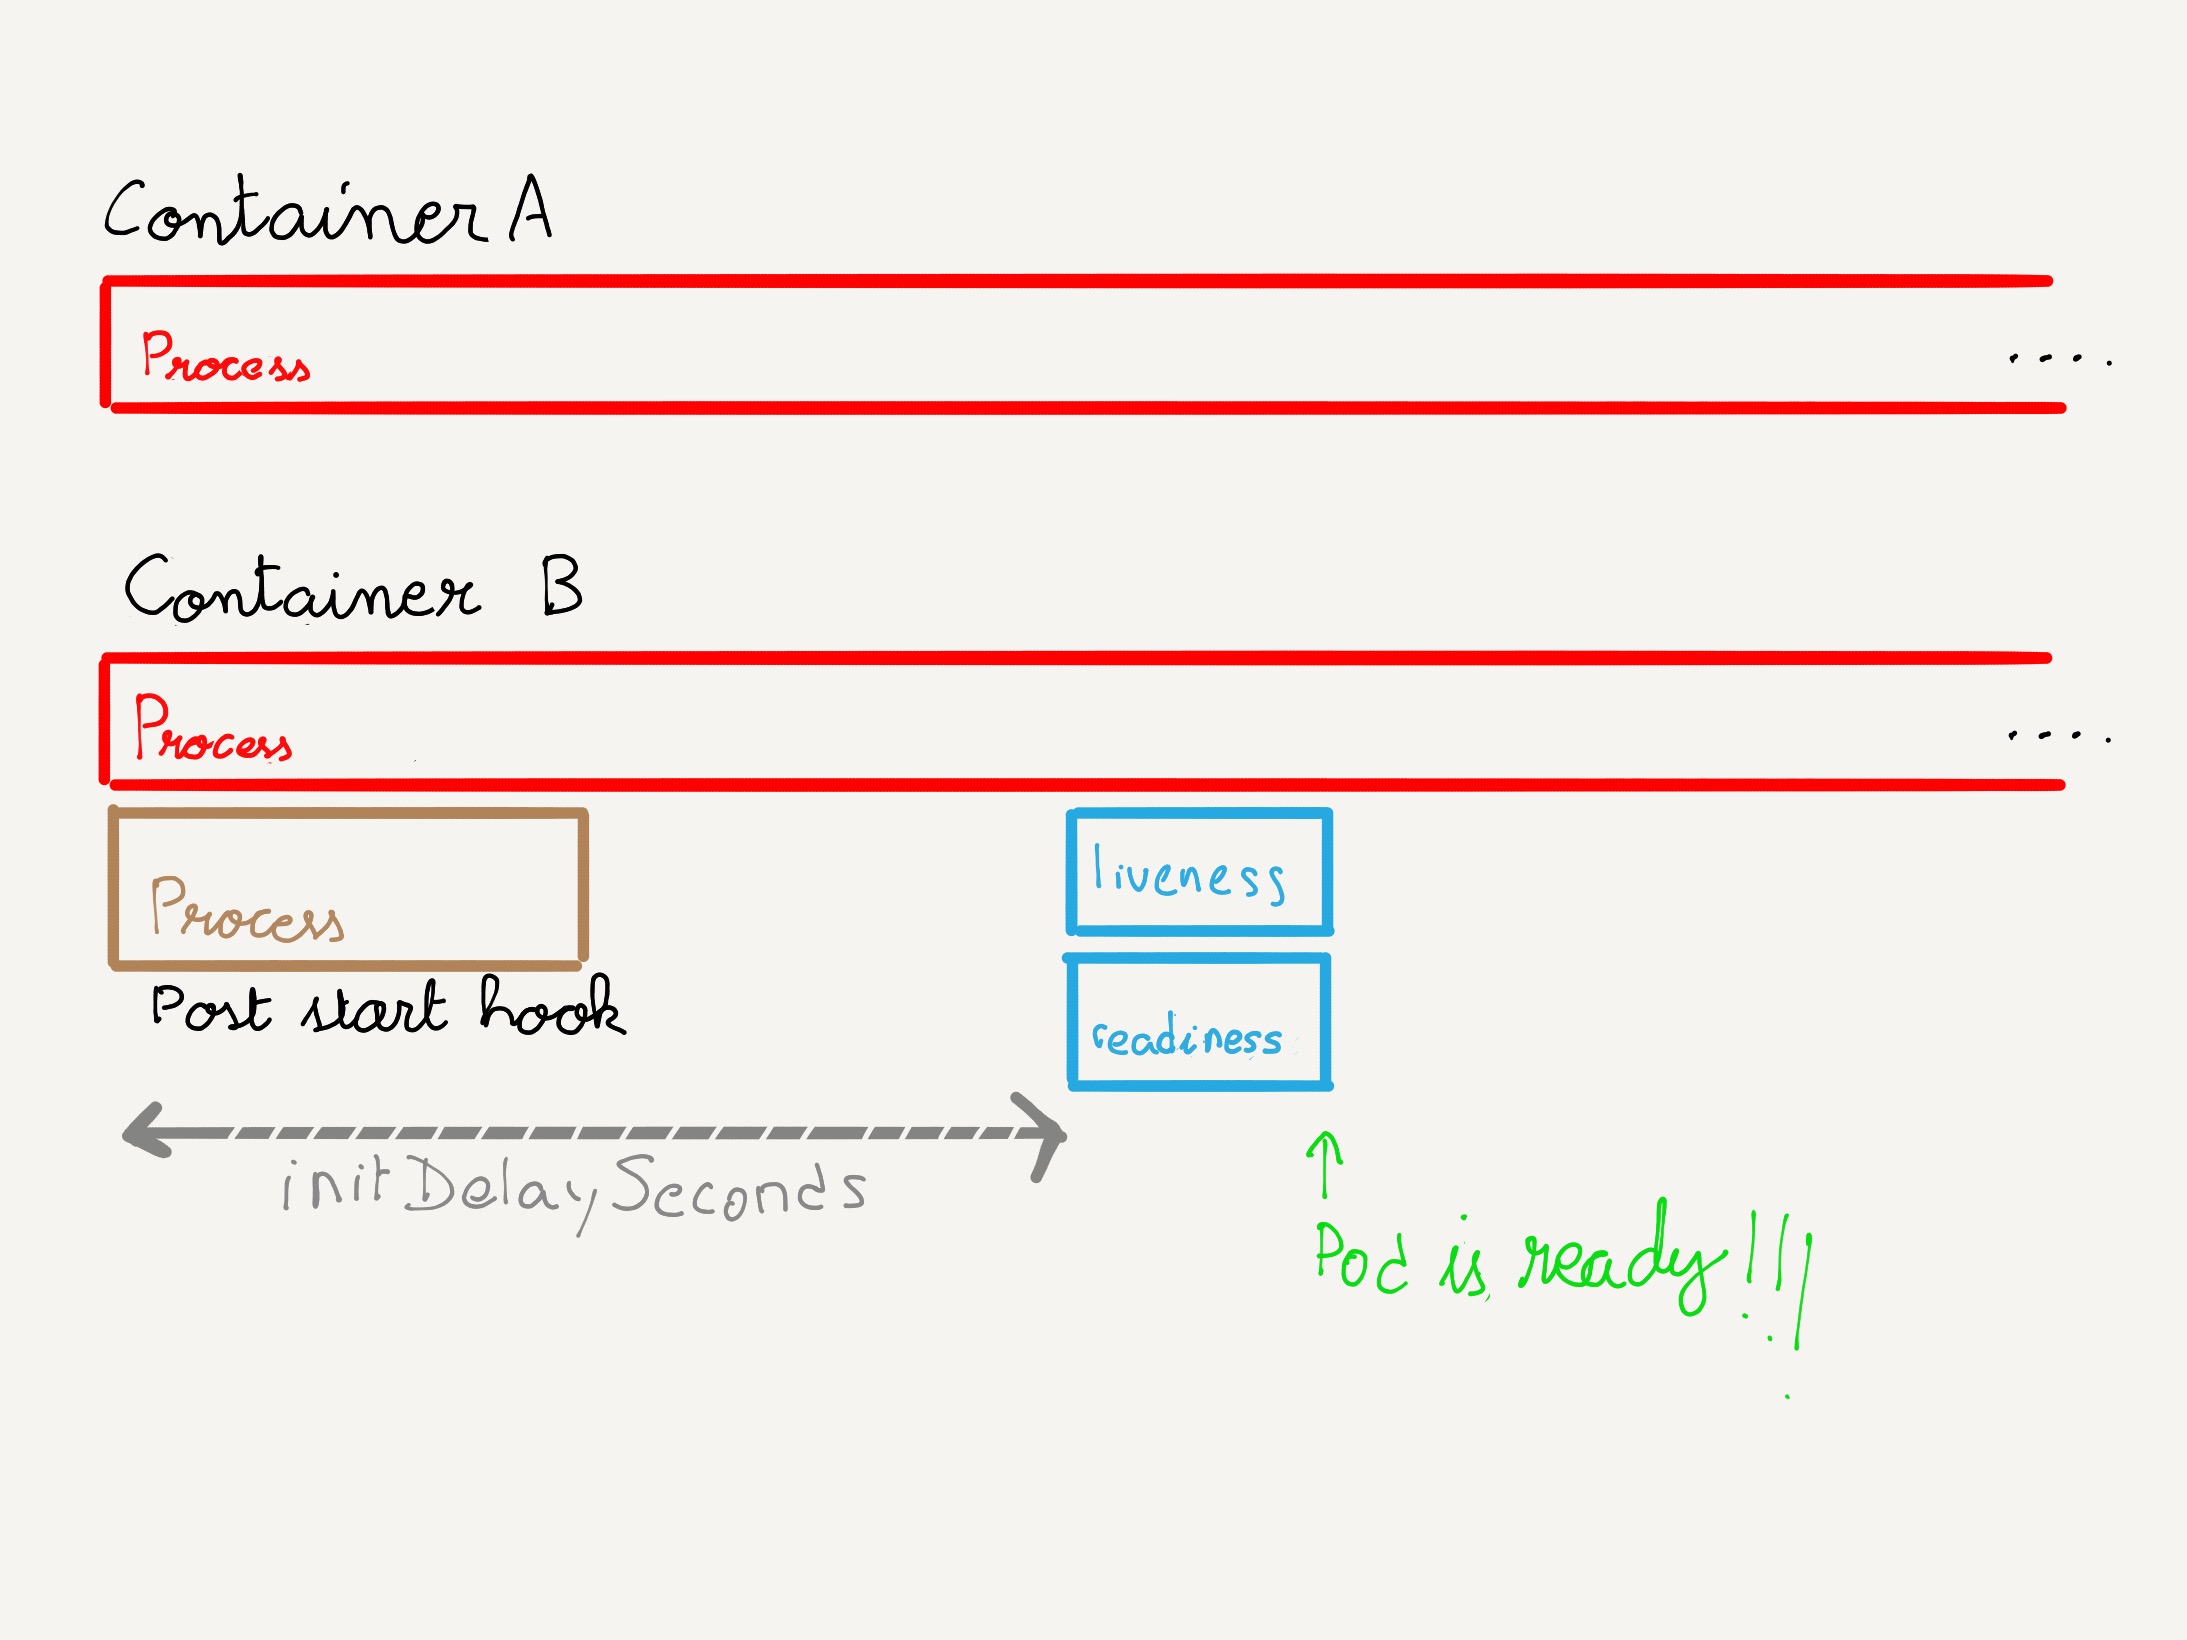 Container A
Process
....
Container B
Process
....
Process
Post start hook
liveness
readiness
initDelaySeconds
Pod is ready!!!